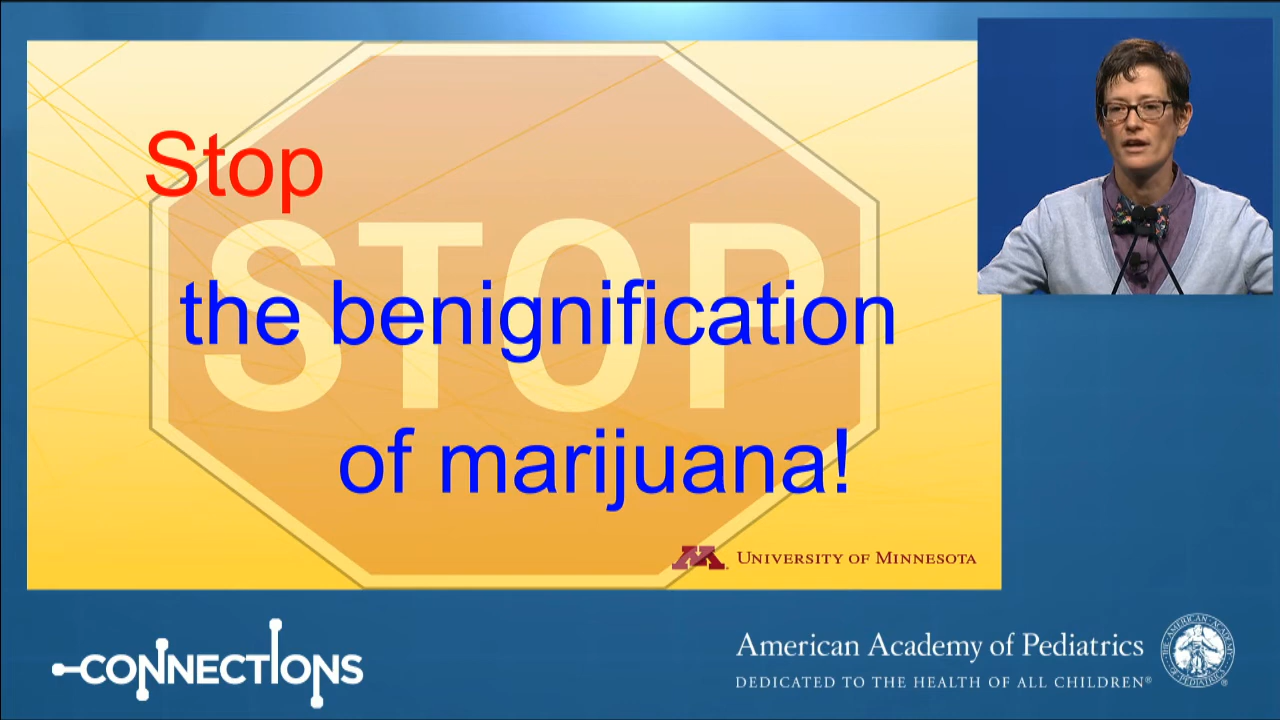 Stop
STOP
the benignification
of marijuana!
M
UNIVERSITY OF MINNESOTA
CONNECTIONS
American Academy of Pediatrics
DEDICATED TO THE HEALTH OF ALL CHILDREN®